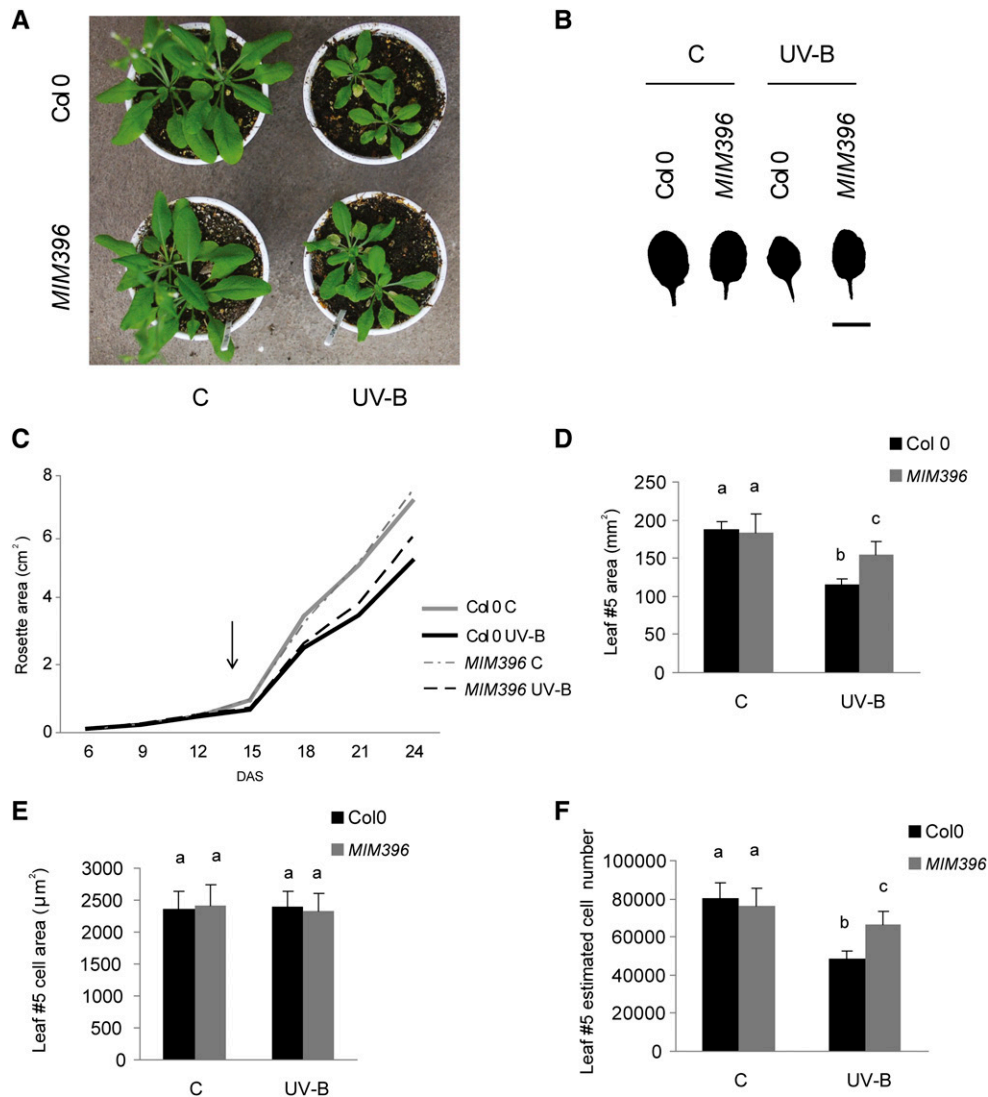 A
Col 0
MIM396
C UV-B
B
C UV-B
Col 0
MIM396
Col 0
MIM396
C
Rosette area (cm²)
8
6
4
2
0
6 9 12 15 18 21 24
DAS
Col 0 C
Col 0 UV-B
MIM396 C
MIM396 UV-B
D
Col 0
MIM396
Leaf #5 area (mm²)
250
200
150
100
50
0
a a b c
C UV-B
E
Col0
MIM396
Leaf #5 cell area (µm²)
3000
2500
2000
1500
1000
500
0
a a a a
C UV-B
F
Col0
MIM396
Leaf #5 estimated cell number
100000
80000
60000
40000
20000
0
a a b c
C UV-B